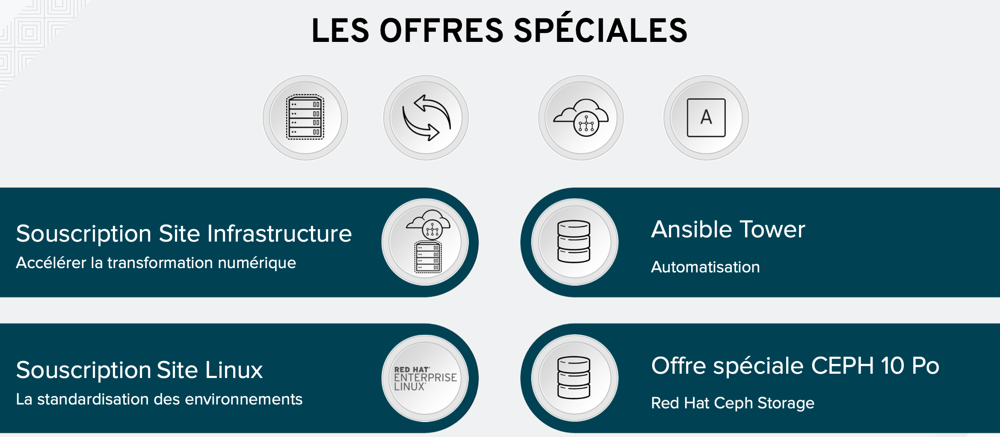 LES OFFRES SPÉCIALES
A
Souscription Site Infrastructure
Accélérer la transformation numérique
Ansible Tower
Automatisation
Souscription Site Linux
La standardisation des environnements
RED HAT®
ENTERPRISE
LINUX®
Offre spéciale CEPH 10 Po
Red Hat Ceph Storage